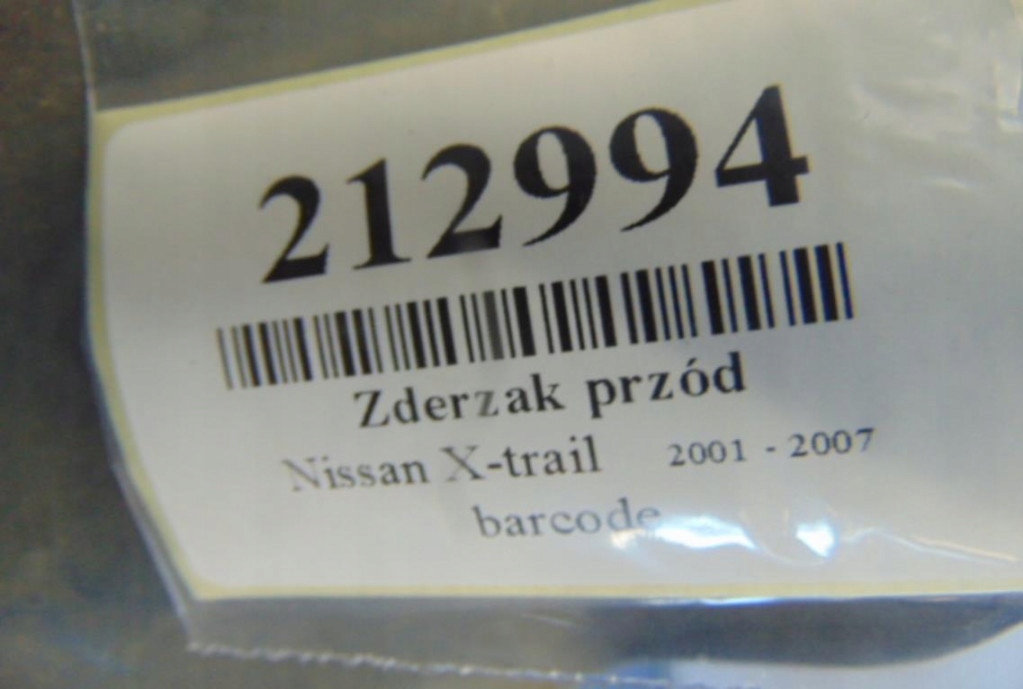 212994
Zderzak przód
Nissan X-trail 2001 - 2007
barcode